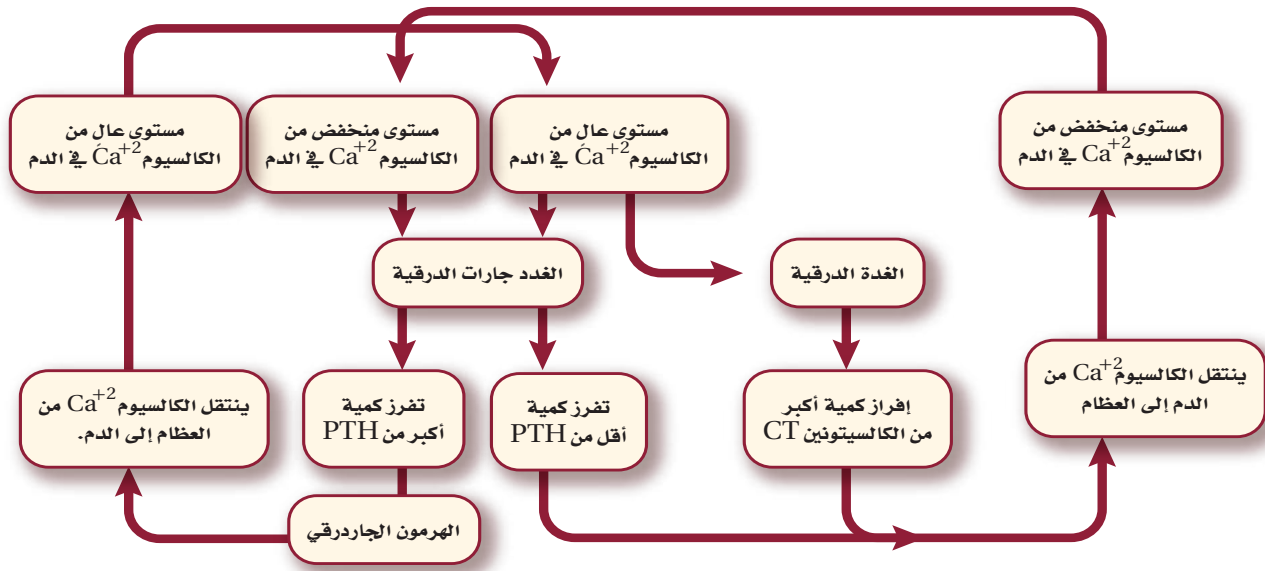 مستوى منخفض من
الكالسيوم Ca+2 في الدم
مستوى عال من
الكالسيوم Ca+2 في الدم
مستوى منخفض من
الكالسيوم Ca+2 في الدم
مستوى عال من
الكالسيوم Ca+2 في الدم
الغدة الدرقية
الغدد جارات الدرقية
ينتقل الكالسيوم Ca+2 من
الدم إلى العظام
إفراز كمية أكبر
من الكالسيتونين CT
تفرز كمية
أقل من PTH
تفرز كمية
أكبر من PTH
ينتقل الكالسيوم Ca+2 من
العظام إلى الدم.
الهرمون الجاردرقي